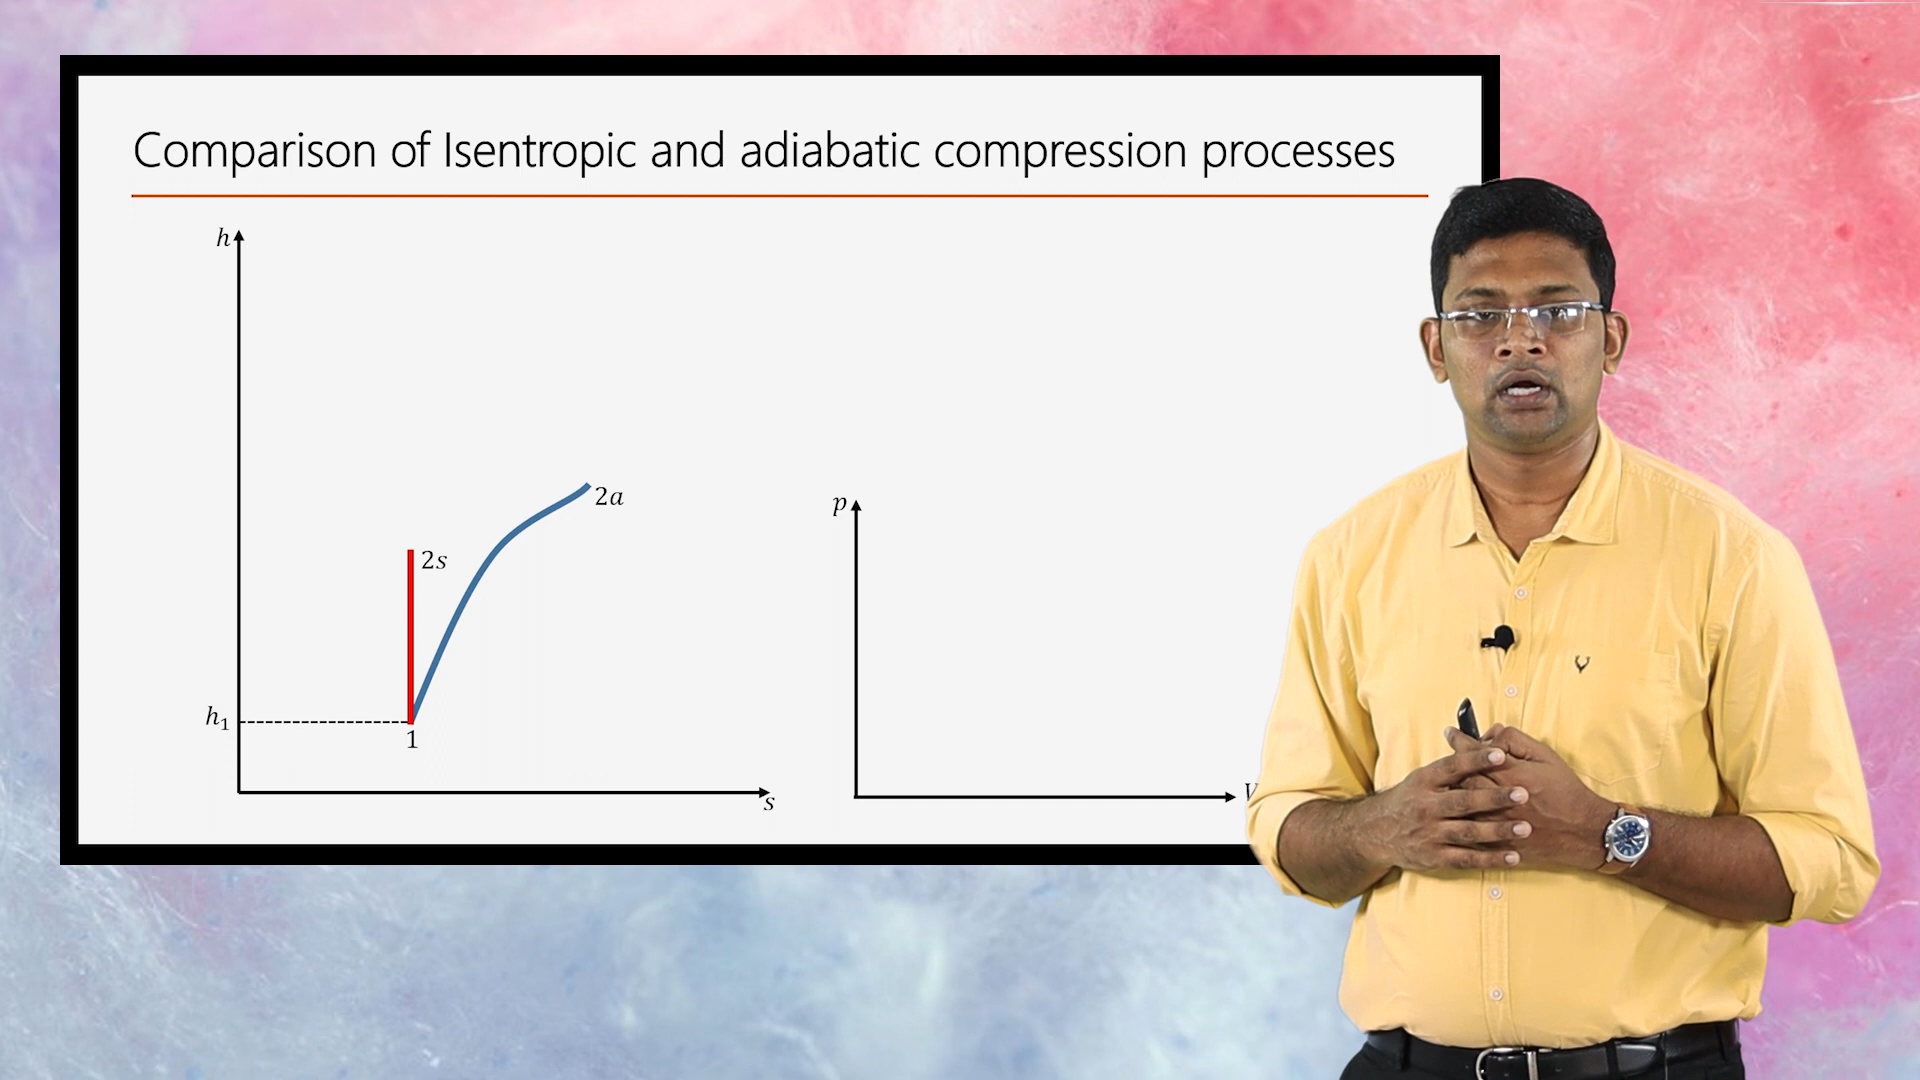 Comparison of Isentropic and adiabatic compression processes
h
2a
p
2s
h₁
1
s
V